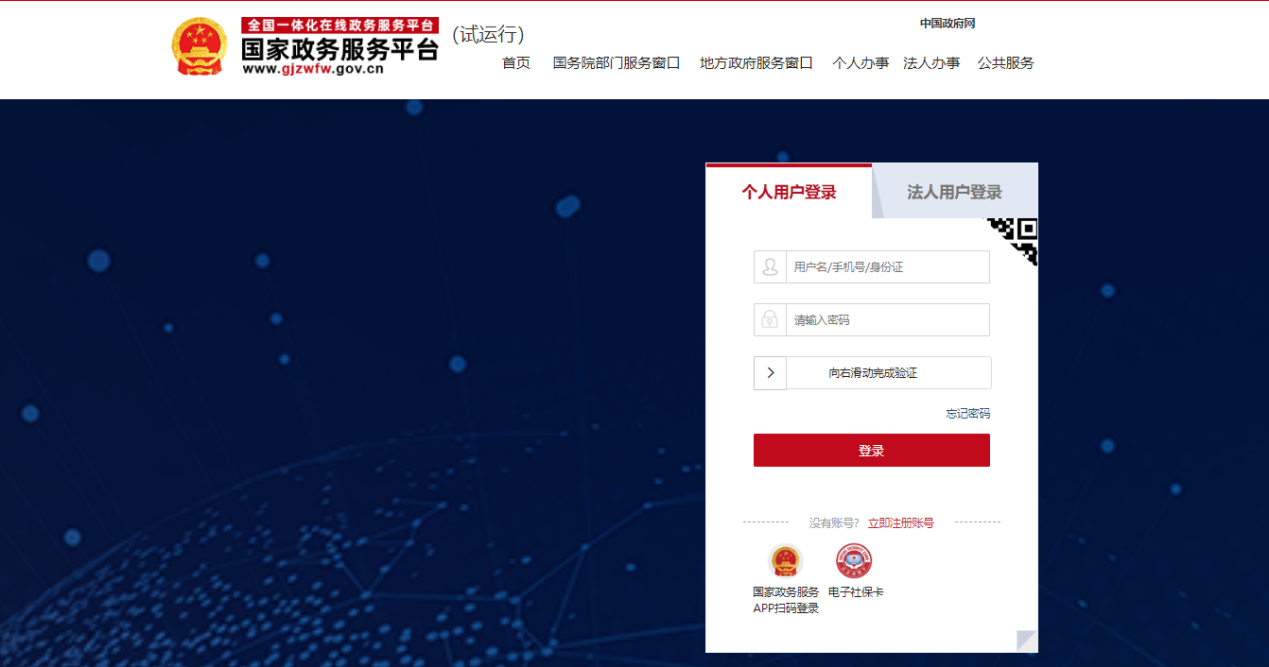 全国一体化在线政务服务平台
国家政务服务平台
www.gjzwfw.gov.cn
(试运行)
中国政府网
首页 国务院部门服务窗口 地方政府服务窗口 个人办事 法人办事 公共服务
个人用户登录 法人用户登录
用户名/手机号/身份证
请输入密码
向右滑动完成验证
忘记密码
登录
没有账号? 立即注册账号
国家政务服务 电子社保卡
APP扫码登录